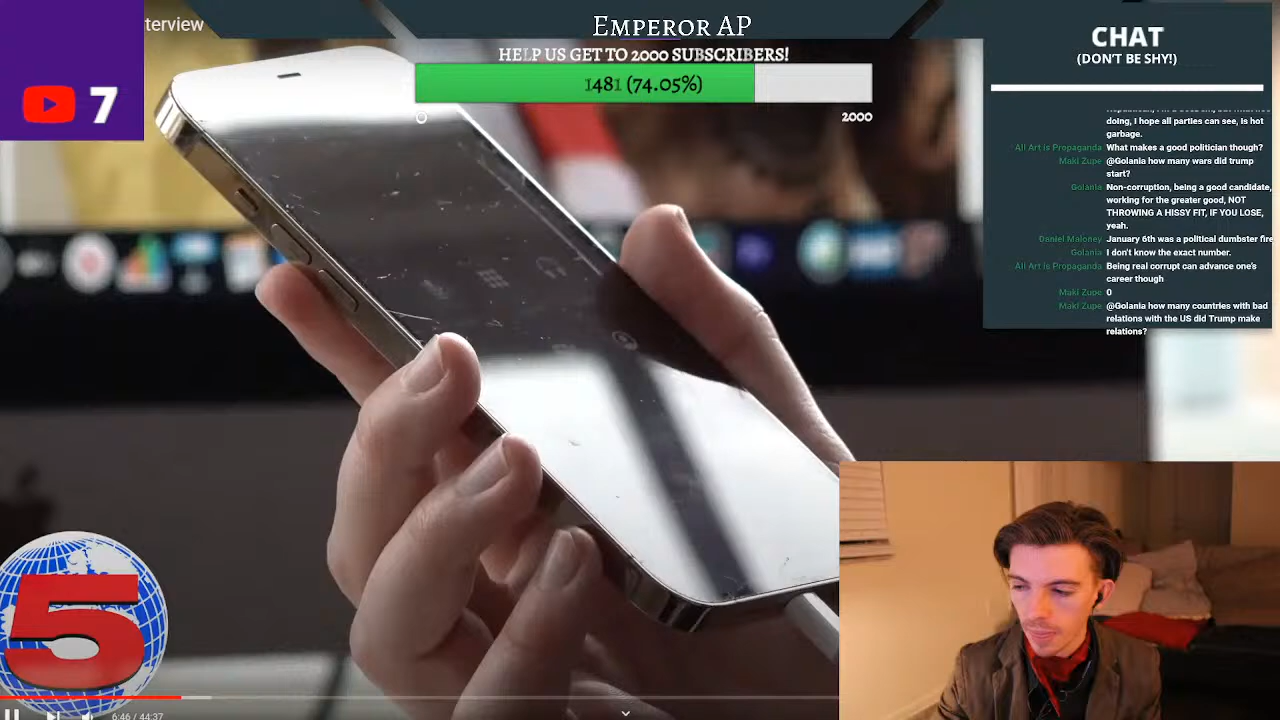 terview
Emperor AP
HELP US GET TO 2000 SUBSCRIBERS!
1481 (74.05%)
2000
7
CHAT
(DON'T BE SHY!)
doing, I hope all parties can see, is hot
garbage.
All Art is Propaganda What makes a good politician though?
Maki Zupe @Golania how many wars did trump
start?
Golania Non-corruption, being a good candidate,
working for the greater good, NOT
THROWING A HISSY FIT, IF YOU LOSE,
yeah.
Daniel Maloney January 6th was a political dumbster fire
Golania I don't know the exact number.
All Art is Propaganda Being real corrupt can advance one's
career though
Maki Zupe 0
Maki Zupe @Golania how many countries with bad
relations with the US did Trump make
relations?
5
6:46 / 44:37